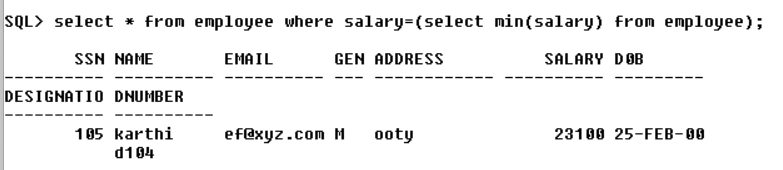 SQL> select * from employee where salary=(select min(salary) from employee);
SSN NAME EMAIL GEN ADDRESS SALARY DOB
---------- ---------- ---------- --- ------------ ---------- ---------
DESIGNATIO DNUMBER
---------- ----------
105 karthi ef@xyz.com M ooty 23100 25-FEB-00
d104